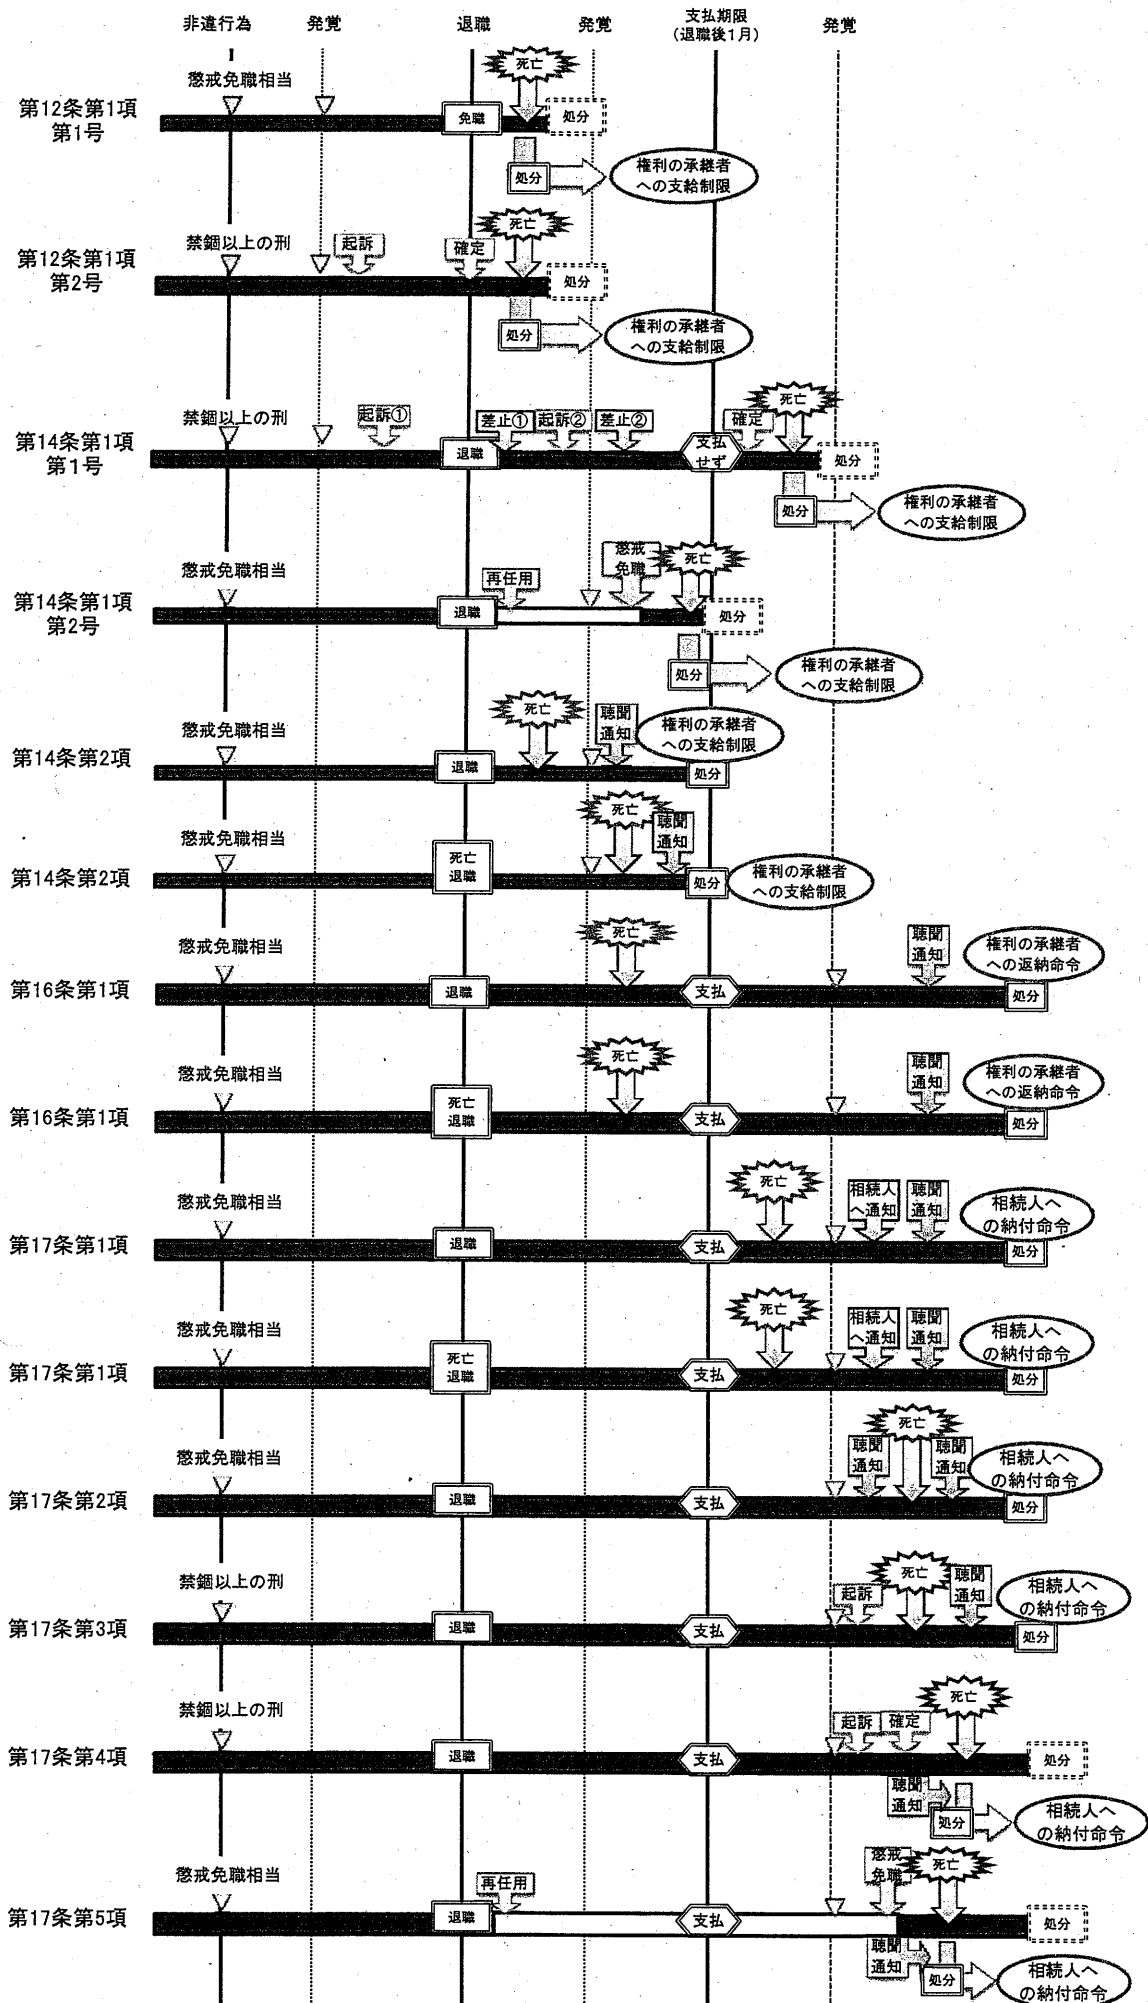 非違行為
発覚
退職
発覚
支払期限
(退職後1月)
発覚
第12条第1項
第1号
懲戒免職相当
免職
死亡
処分
処分
権利の承継者
への支給制限
第12条第1項
第2号
禁錮以上の刑
起訴
確定
死亡
処分
処分
権利の承継者
への支給制限
第14条第1項
第1号
禁錮以上の刑
起訴①
退職
差止①
起訴②
差止②
支払
せず
確定
死亡
処分
処分
権利の承継者
への支給制限
第14条第1項
第2号
懲戒免職相当
退職
再任用
懲戒
免職
死亡
処分
処分
権利の承継者
への支給制限
第14条第2項
懲戒免職相当
退職
死亡
聴聞
通知
処分
権利の承継者
への支給制限
第14条第2項
懲戒免職相当
死亡
退職
死亡
聴聞
通知
処分
権利の承継者
への支給制限
第16条第1項
懲戒免職相当
退職
死亡
支払
聴聞
通知
処分
権利の承継者
への返納命令
第16条第1項
懲戒免職相当
死亡
退職
死亡
支払
聴聞
通知
処分
権利の承継者
への返納命令
第17条第1項
懲戒免職相当
退職
支払
死亡
相続人
へ通知
聴聞
通知
処分
相続人へ
の納付命令
第17条第1項
懲戒免職相当
死亡
退職
支払
死亡
相続人
へ通知
聴聞
通知
処分
相続人へ
の納付命令
第17条第2項
懲戒免職相当
退職
支払
聴聞
通知
死亡
聴聞
通知
処分
相続人へ
の納付命令
第17条第3項
禁錮以上の刑
退職
支払
起訴
死亡
聴聞
通知
処分
相続人へ
の納付命令
第17条第4項
禁錮以上の刑
退職
支払
起訴
確定
死亡
処分
聴聞
通知
処分
相続人へ
の納付命令
第17条第5項
懲戒免職相当
退職
再任用
支払
懲戒
免職
死亡
処分
聴聞
通知
処分
相続人へ
の納付命令